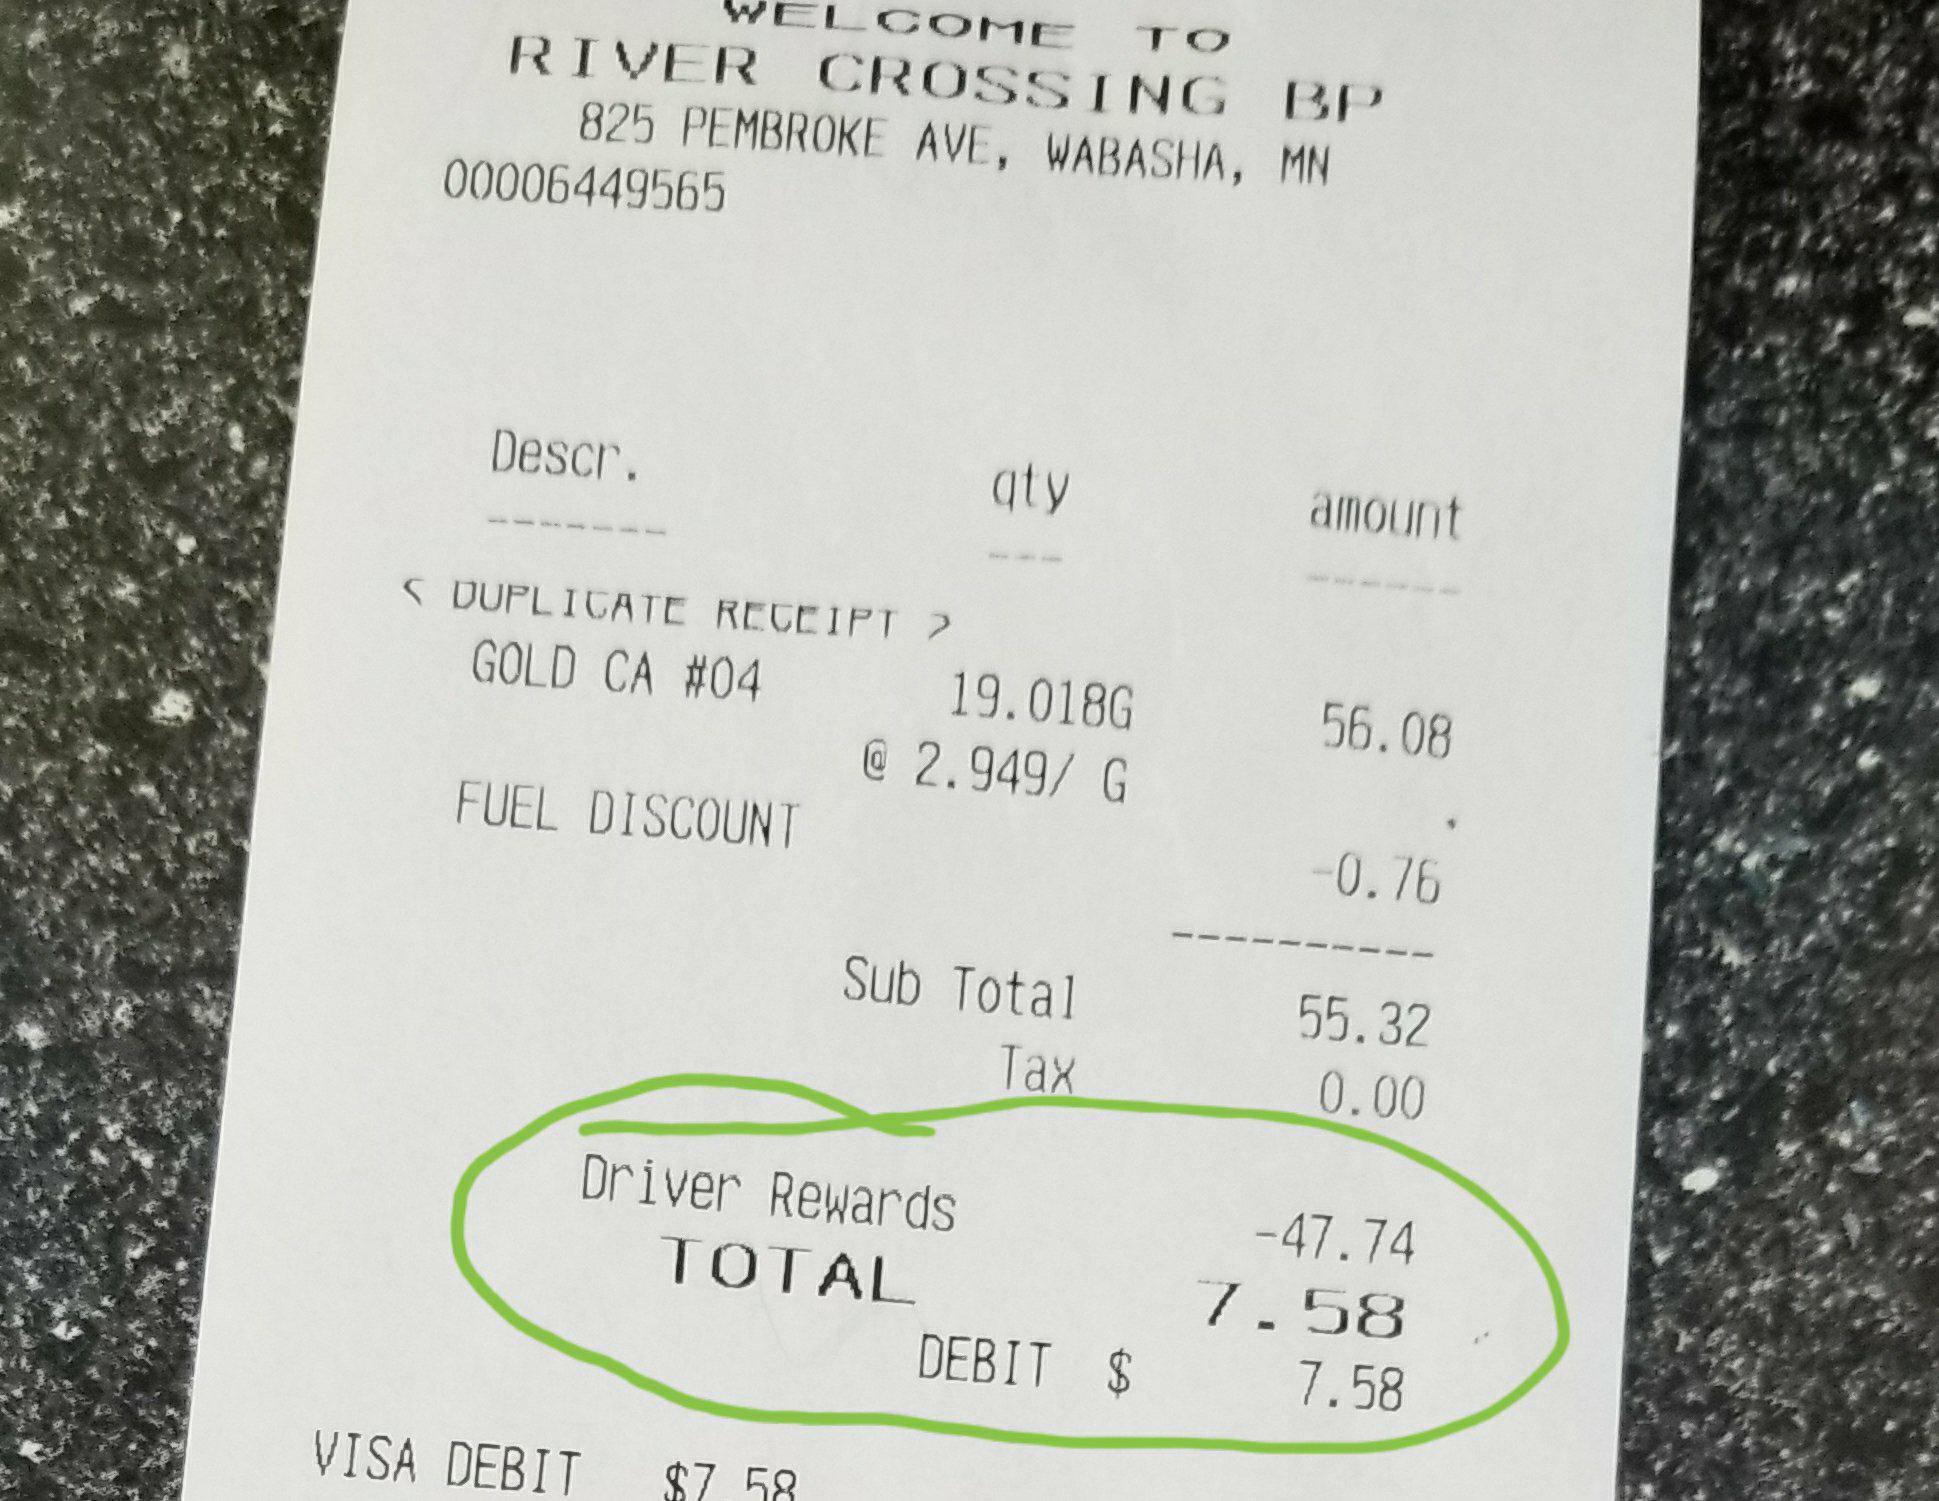 WELCOME TO
RIVER CROSSING BP
825 PEMBROKE AVE, WABASHA, MN
00006449565
Descr. qty amount
------- --- ------
< DUPLICATE RECEIPT >
GOLD CA #04 19.018G 56.08
@ 2.949/ G
FUEL DISCOUNT -0.76
----------
Sub Total 55.32
Tax 0.00
Driver Rewards -47.74
TOTAL 7.58
DEBIT $ 7.58
VISA DEBIT $7.58